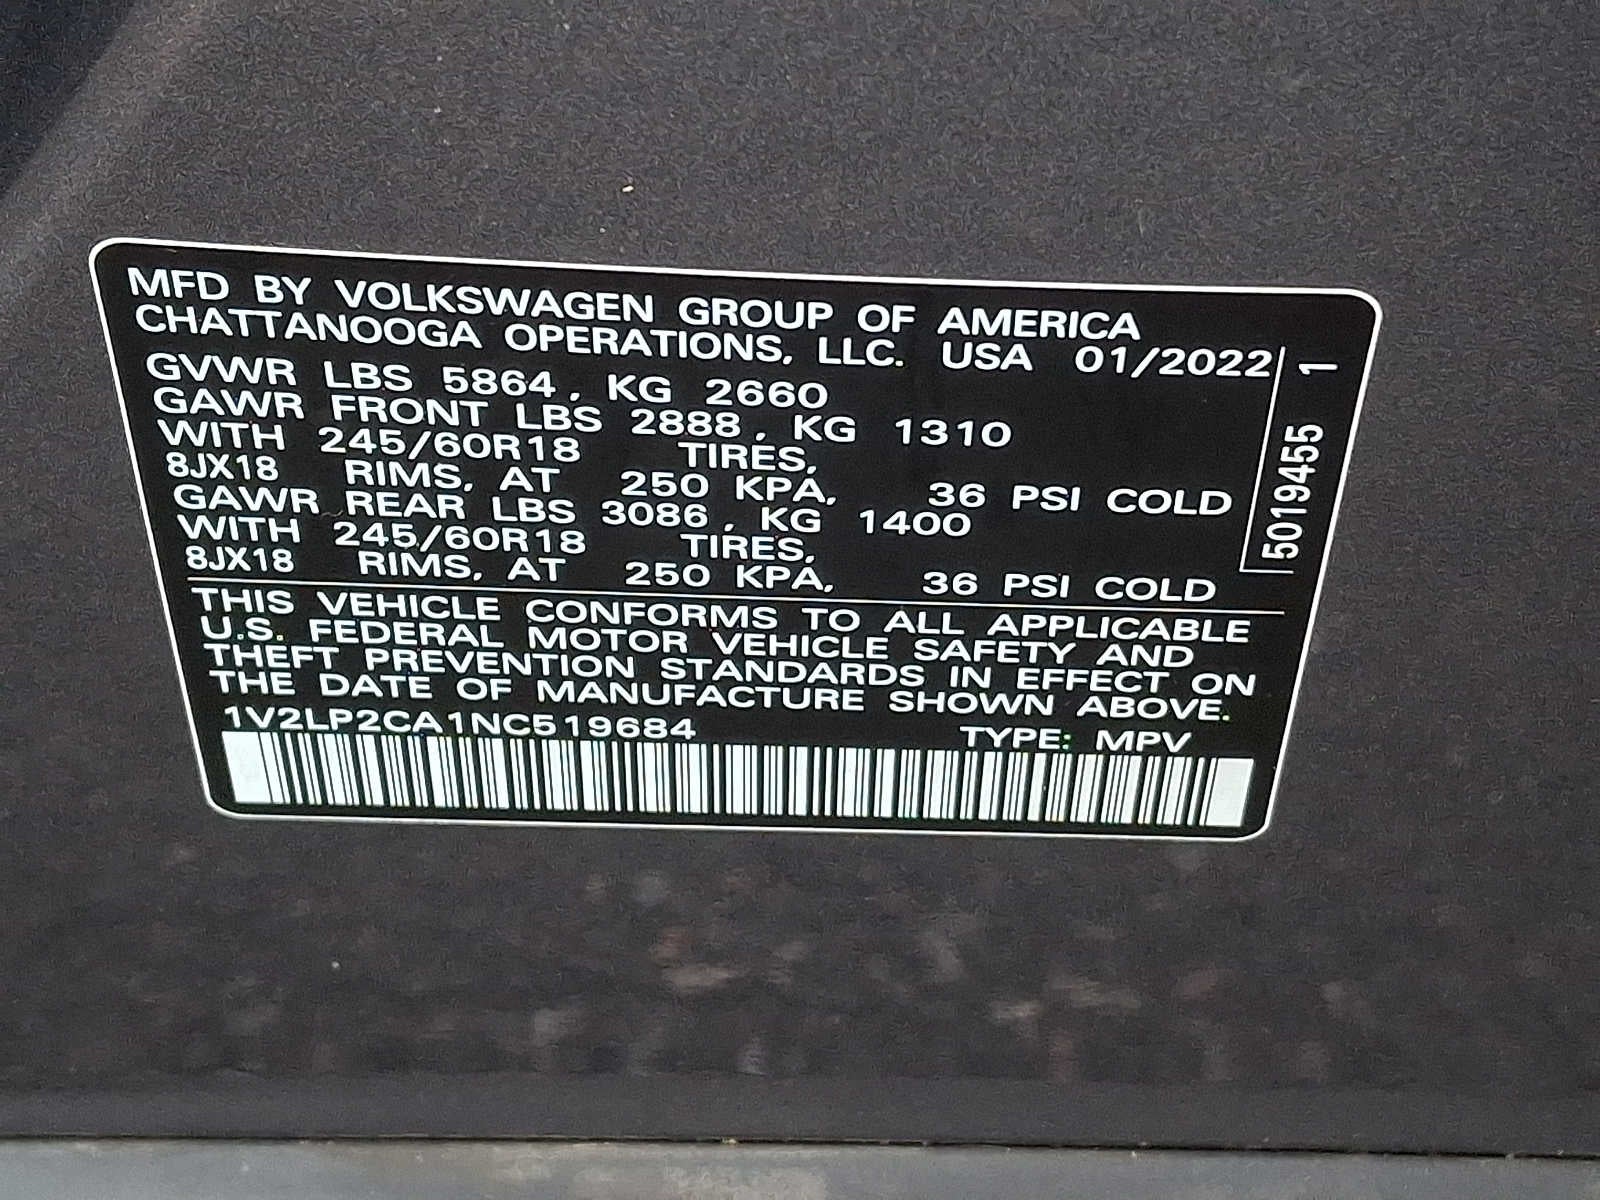 MFD BY VOLKSWAGEN GROUP OF AMERICA
CHATTANOOGA OPERATIONS, LLC. USA 01/2022
GVWR LBS 5864, KG 2660
GAWR FRONT LBS 2888, KG 1310
WITH 245/60R18 TIRES,
8JX18 RIMS, AT 250 KPA, 36 PSI COLD
GAWR REAR LBS 3086, KG 1400
WITH 245/60R18 TIRES,
8JX18 RIMS, AT 250 KPA, 36 PSI COLD
5019455 1
THIS VEHICLE CONFORMS TO ALL APPLICABLE
U.S. FEDERAL MOTOR VEHICLE SAFETY AND
THEFT PREVENTION STANDARDS IN EFFECT ON
THE DATE OF MANUFACTURE SHOWN ABOVE.
1V2LP2CA1NC519684 TYPE: MPV